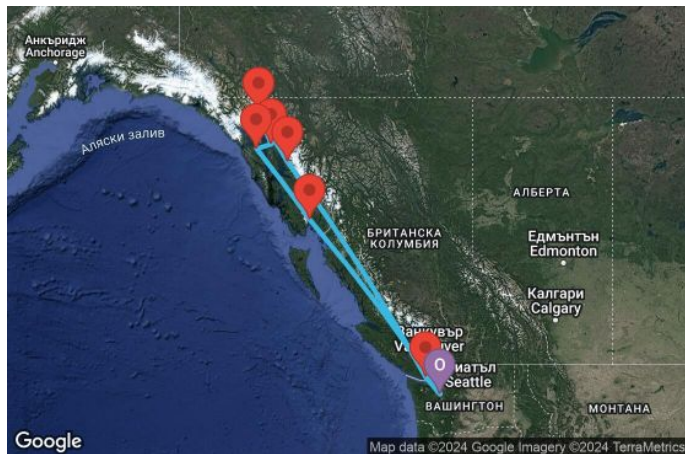 Анкъридж
Anchorage
Аляски залив
АЛБЕРТА
БРИТАНСКА
КОЛУМБИЯ
Едмънтън
Edmonton
Калгари
Calgary
Seattle
ВАШИНГТОН
МОНТАНА
O
Google
Map data ©2024 Google Imagery ©2024 TerraMetrics